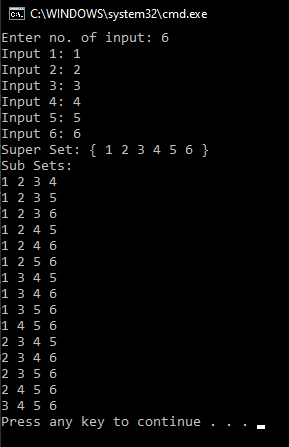 C:\WINDOWS\system32\cmd.exe
Enter no. of input: 6
Input 1: 1
Input 2: 2
Input 3: 3
Input 4: 4
Input 5: 5
Input 6: 6
Super Set: { 1 2 3 4 5 6 }
Sub Sets:
1 2 3 4
1 2 3 5
1 2 3 6
1 2 4 5
1 2 4 6
1 2 5 6
1 3 4 5
1 3 4 6
1 3 5 6
1 4 5 6
2 3 4 5
2 3 4 6
2 3 5 6
2 4 5 6
3 4 5 6
Press any key to continue . . .